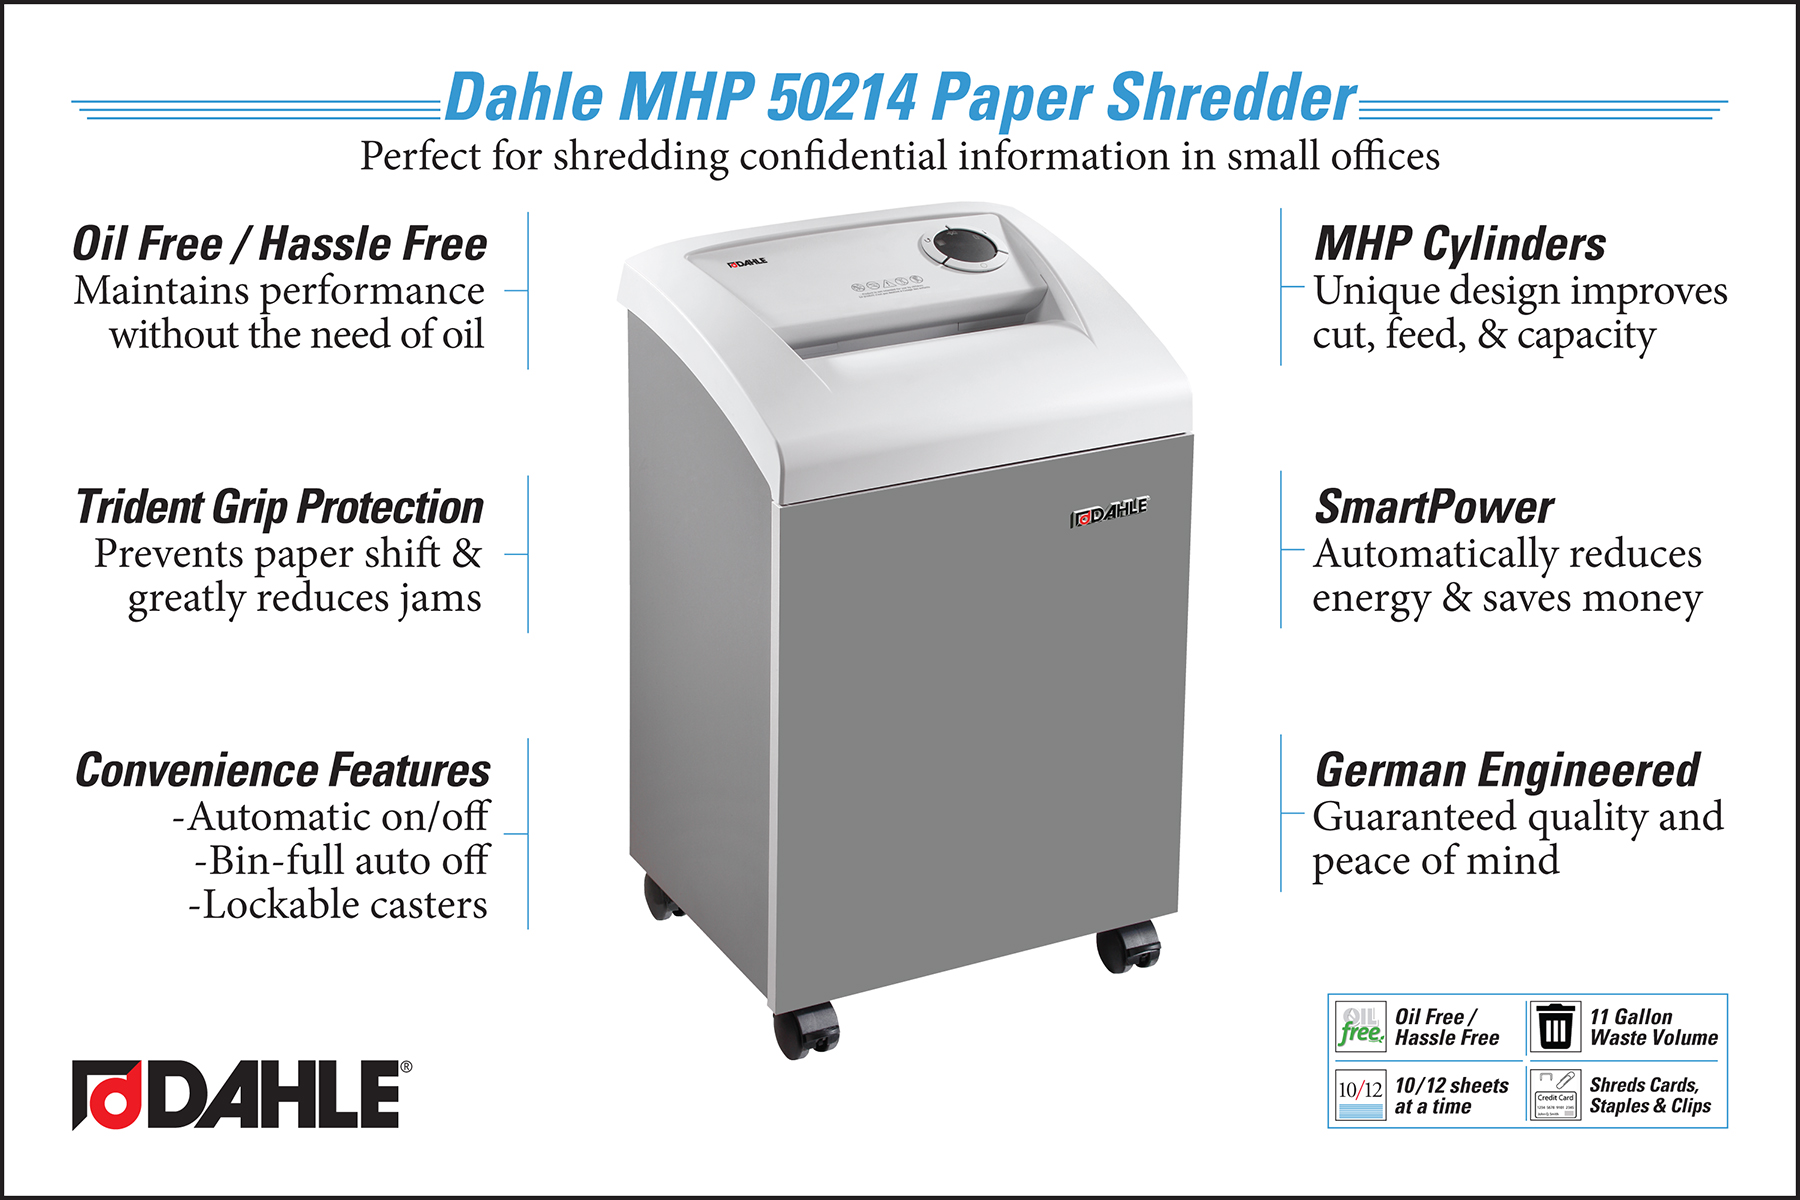 Dahle MHP 50214 Paper Shredder
Perfect for shredding confidential information in small offices
Oil Free / Hassle Free
Maintains performance
without the need of oil
Trident Grip Protection
Prevents paper shift &
greatly reduces jams
Convenience Features
-Automatic on/off
-Bin-full auto off
-Lockable casters
DAHLE
DAHLE
MHP Cylinders
Unique design improves
cut, feed, & capacity
SmartPower
Automatically reduces
energy & saves money
German Engineered
Guaranteed quality and
peace of mind
DAHLE®
OIL
free
Oil Free /
Hassle Free
11 Gallon
Waste Volume
10/12
10/12 sheets
at a time
Credit Card
Shreds Cards,
Staples & Clips